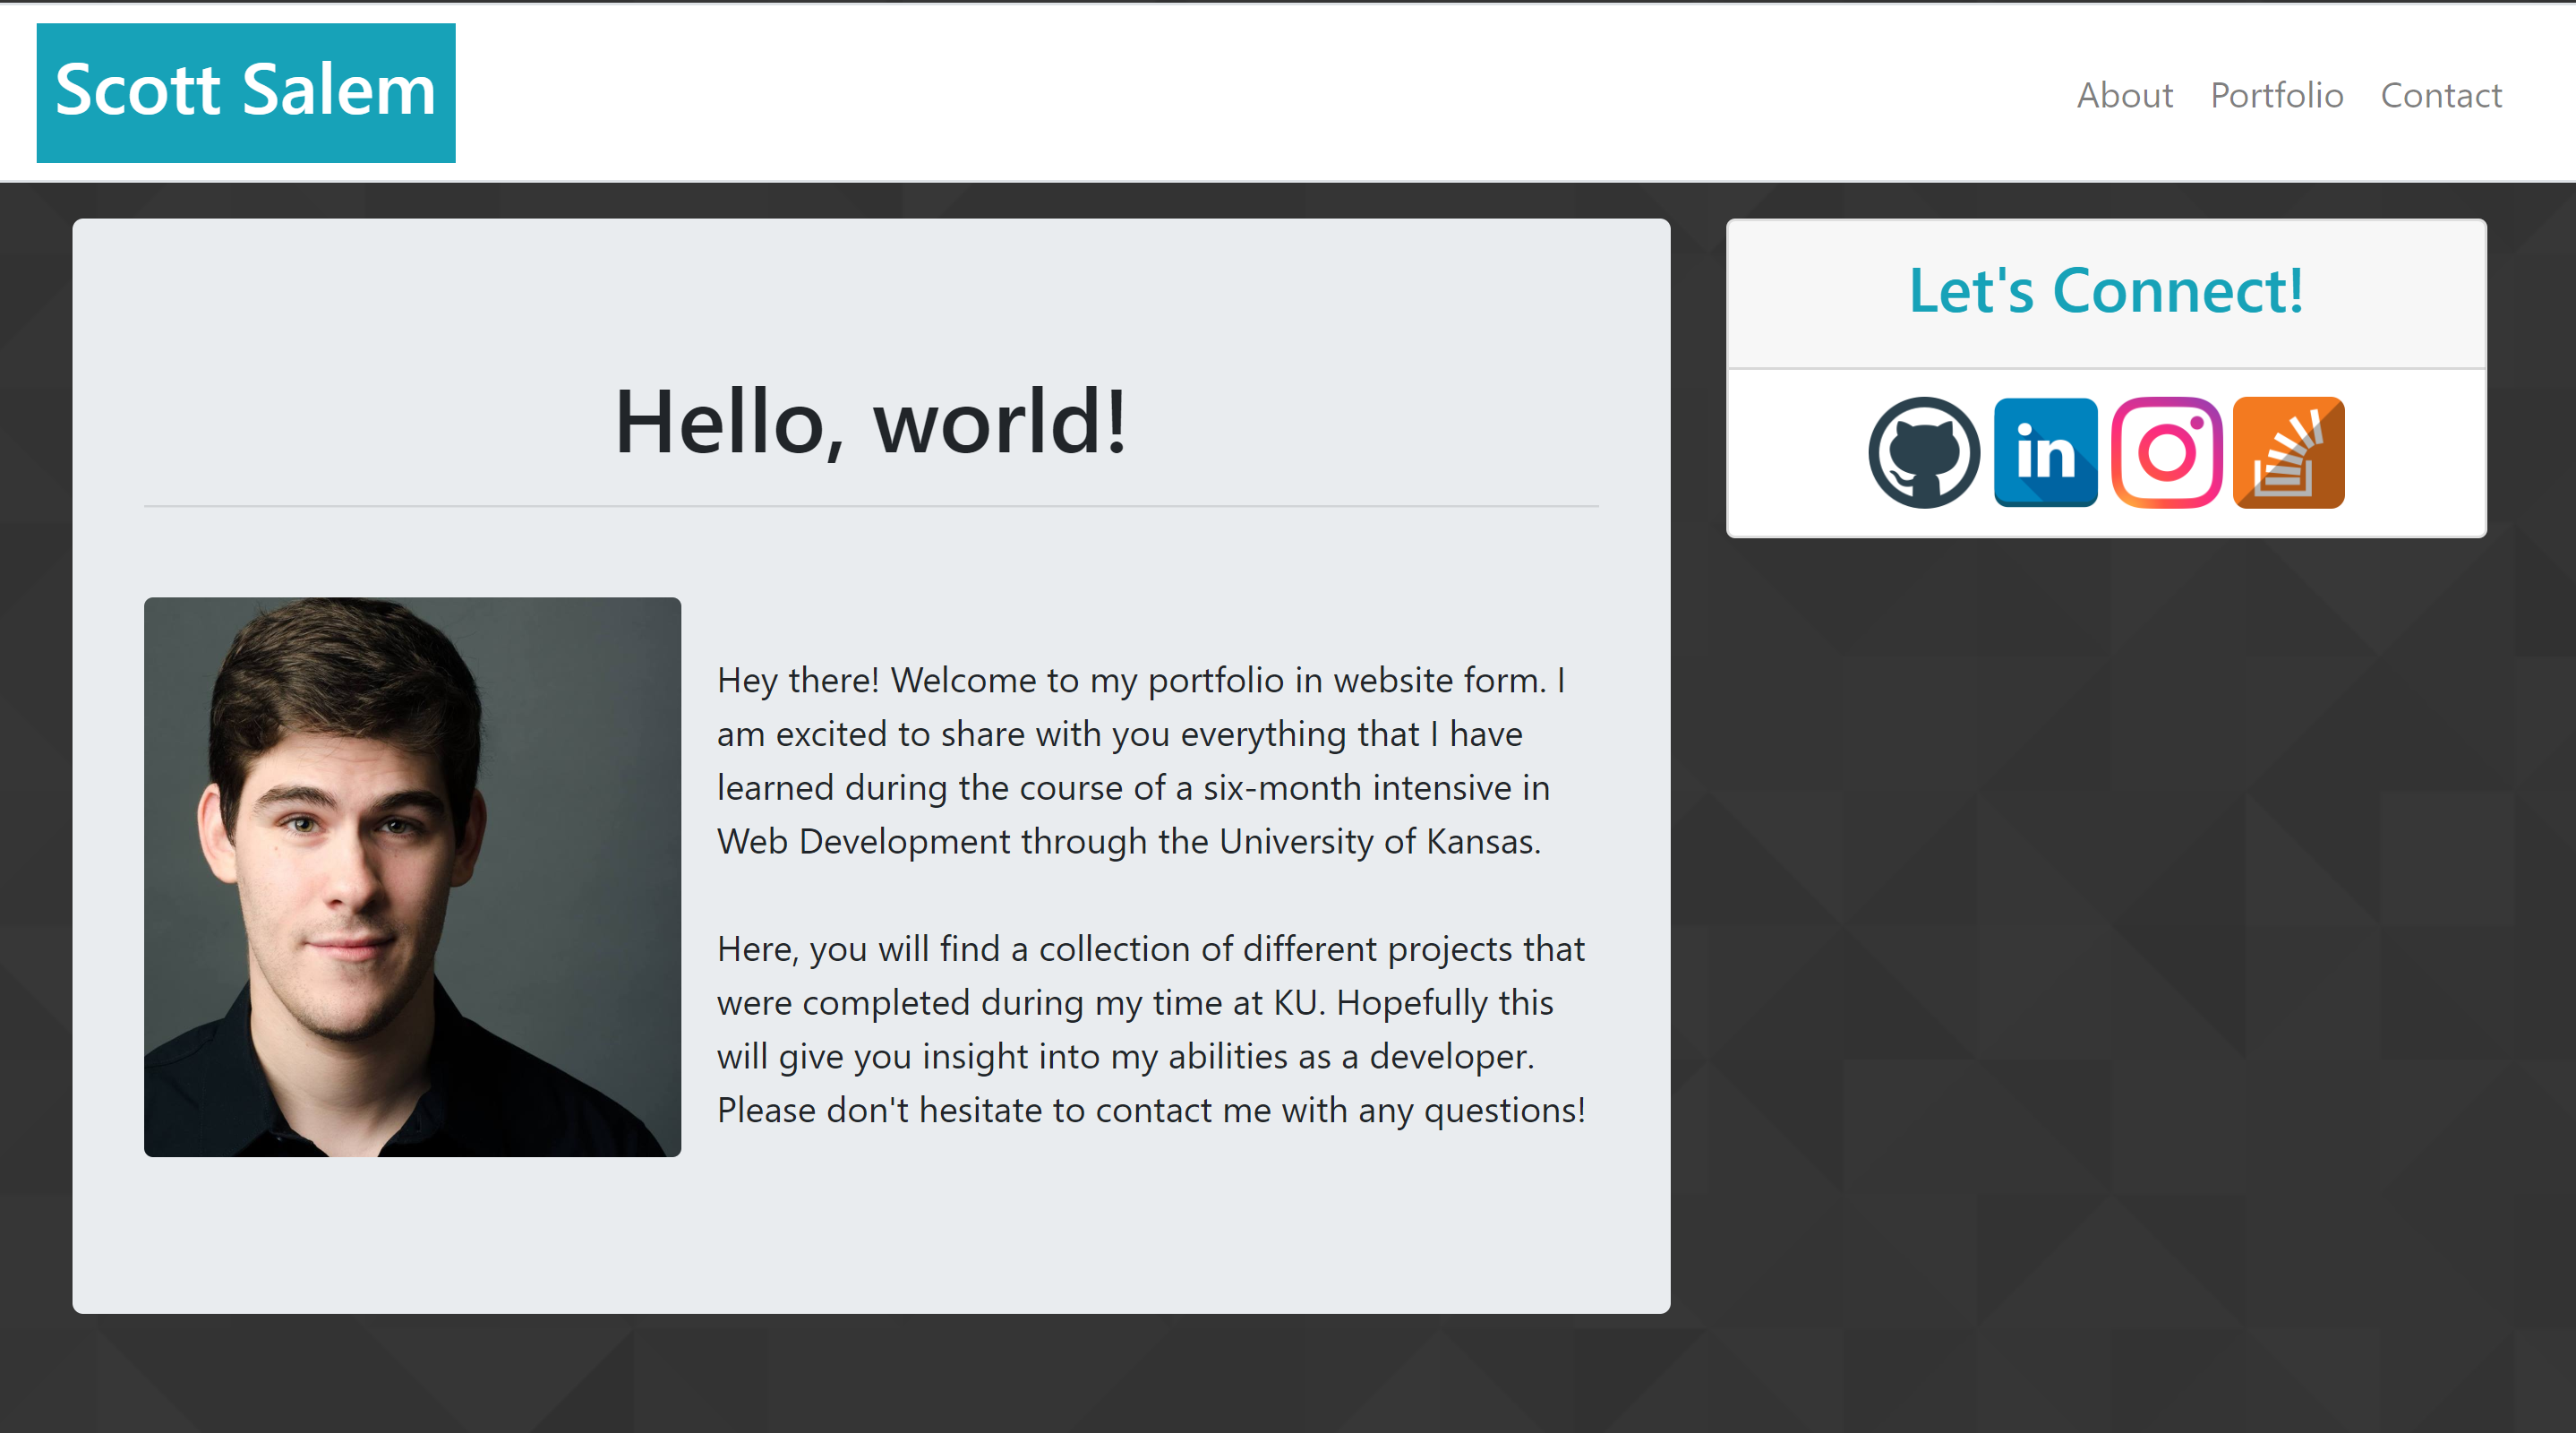 Scott Salem
About Portfolio Contact
Hello, world!
Hey there! Welcome to my portfolio in website form. I
am excited to share with you everything that I have
learned during the course of a six-month intensive in
Web Development through the University of Kansas.
Here, you will find a collection of different projects that
were completed during my time at KU. Hopefully this
will give you insight into my abilities as a developer.
Please don't hesitate to contact me with any questions!
Let's Connect!
in